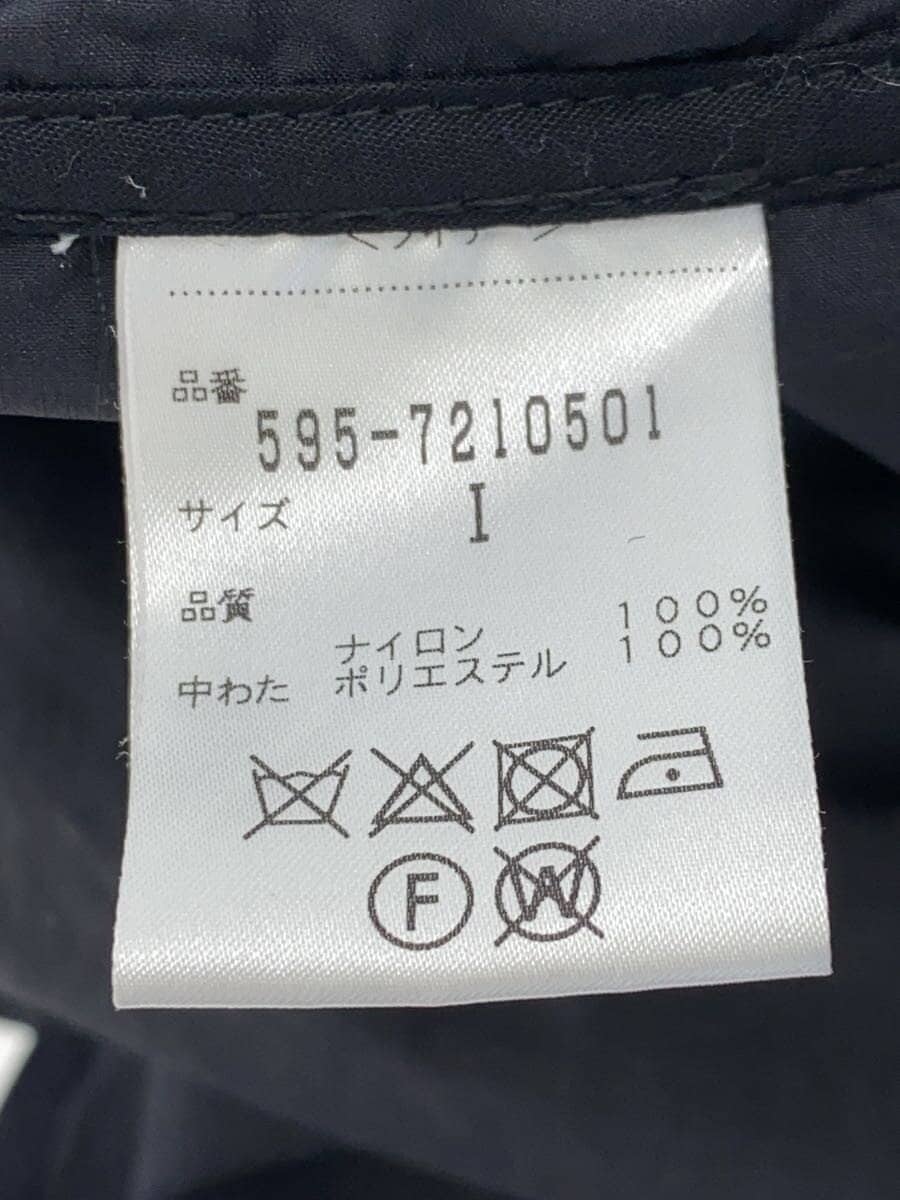 品番
595-7210501
サイズ I
品質
ナイロン 100%
中わた ポリエステル 100%
F
W